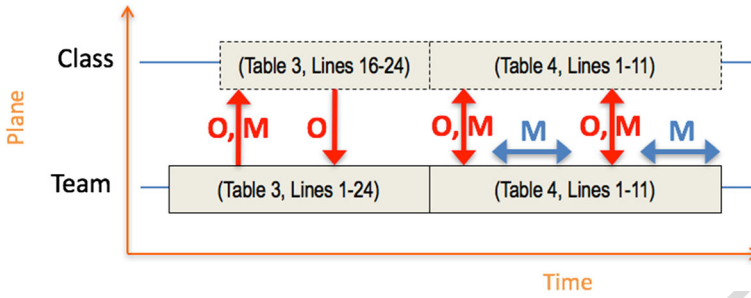 Class
(Table 3, Lines 16-24)
(Table 4, Lines 1-11)
O, M
O
O, M
M
O, M
M
Plane
Team
(Table 3, Lines 1-24)
(Table 4, Lines 1-11)
Time